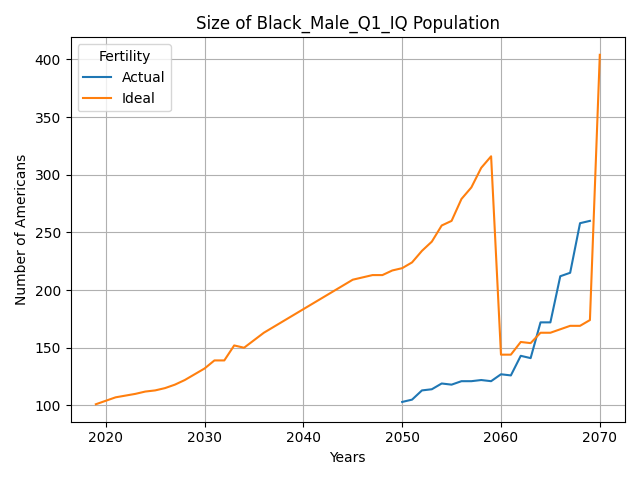 Size of Black_Male_Q1_IQ Population
Fertility
Actual
Ideal
Number of Americans
400
350
300
250
200
150
100
2020
2030
2040
2050
2060
2070
Years